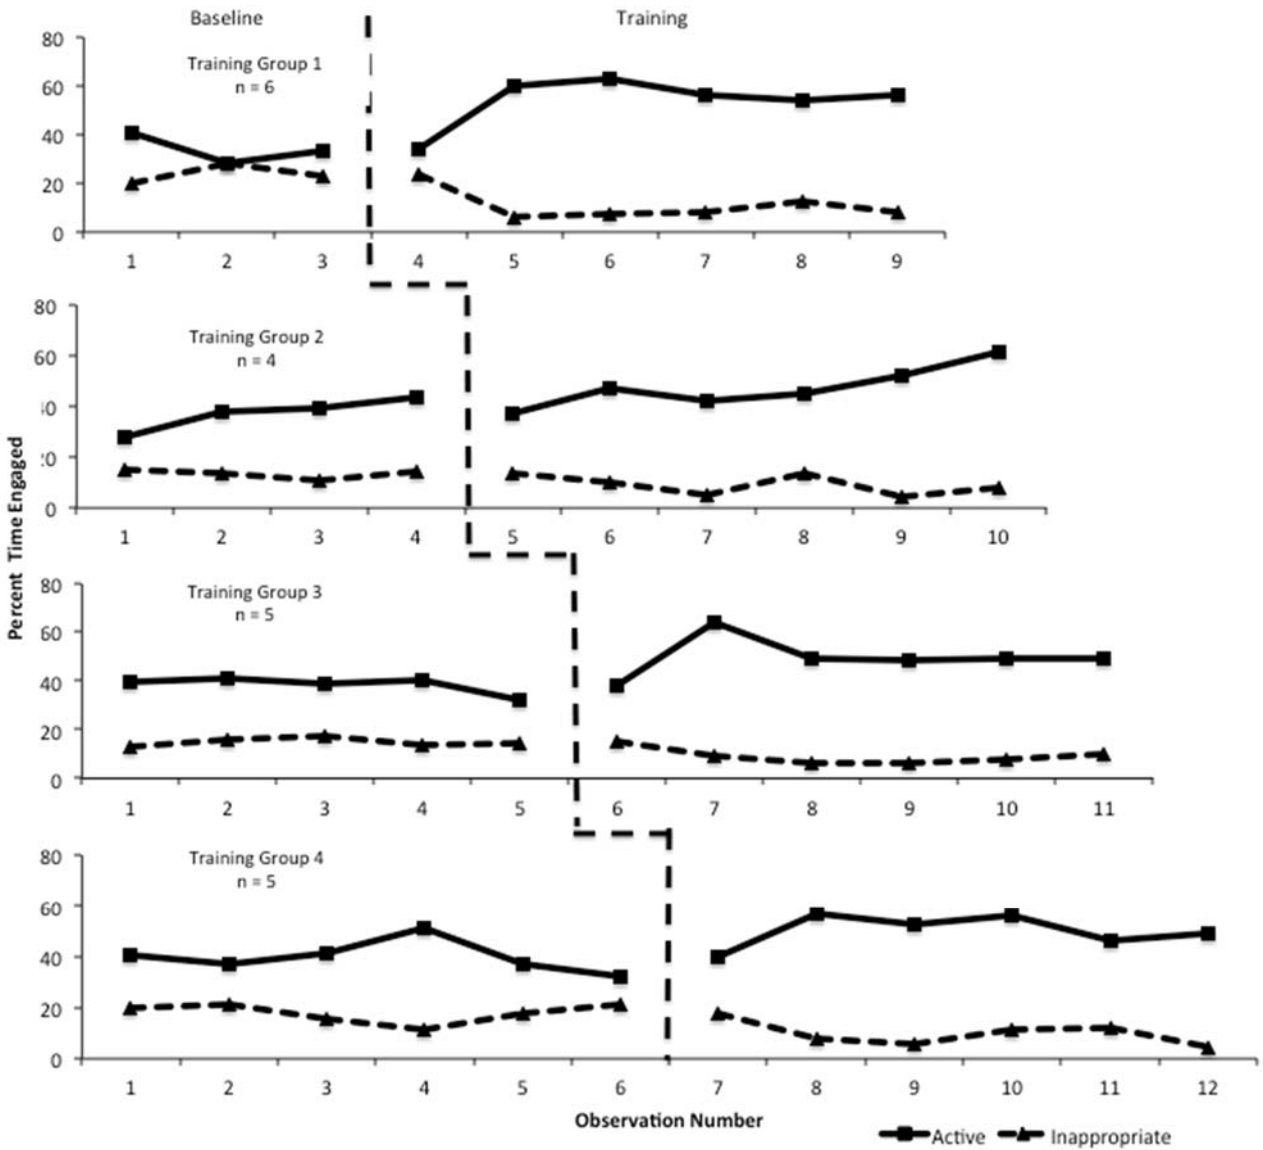 Baseline Training
80
Training Group 1
n = 6
60
40
20
0
1 2 3 4 5 6 7 8 9
80
Training Group 2
n = 4
60
40
20
0
1 2 3 4 5 6 7 8 9 10
Percent Time Engaged
80
Training Group 3
n = 5
60
40
20
0
1 2 3 4 5 6 7 8 9 10 11
80
Training Group 4
n = 5
60
40
20
0
1 2 3 4 5 6 7 8 9 10 11 12
Observation Number
Active Inappropriate